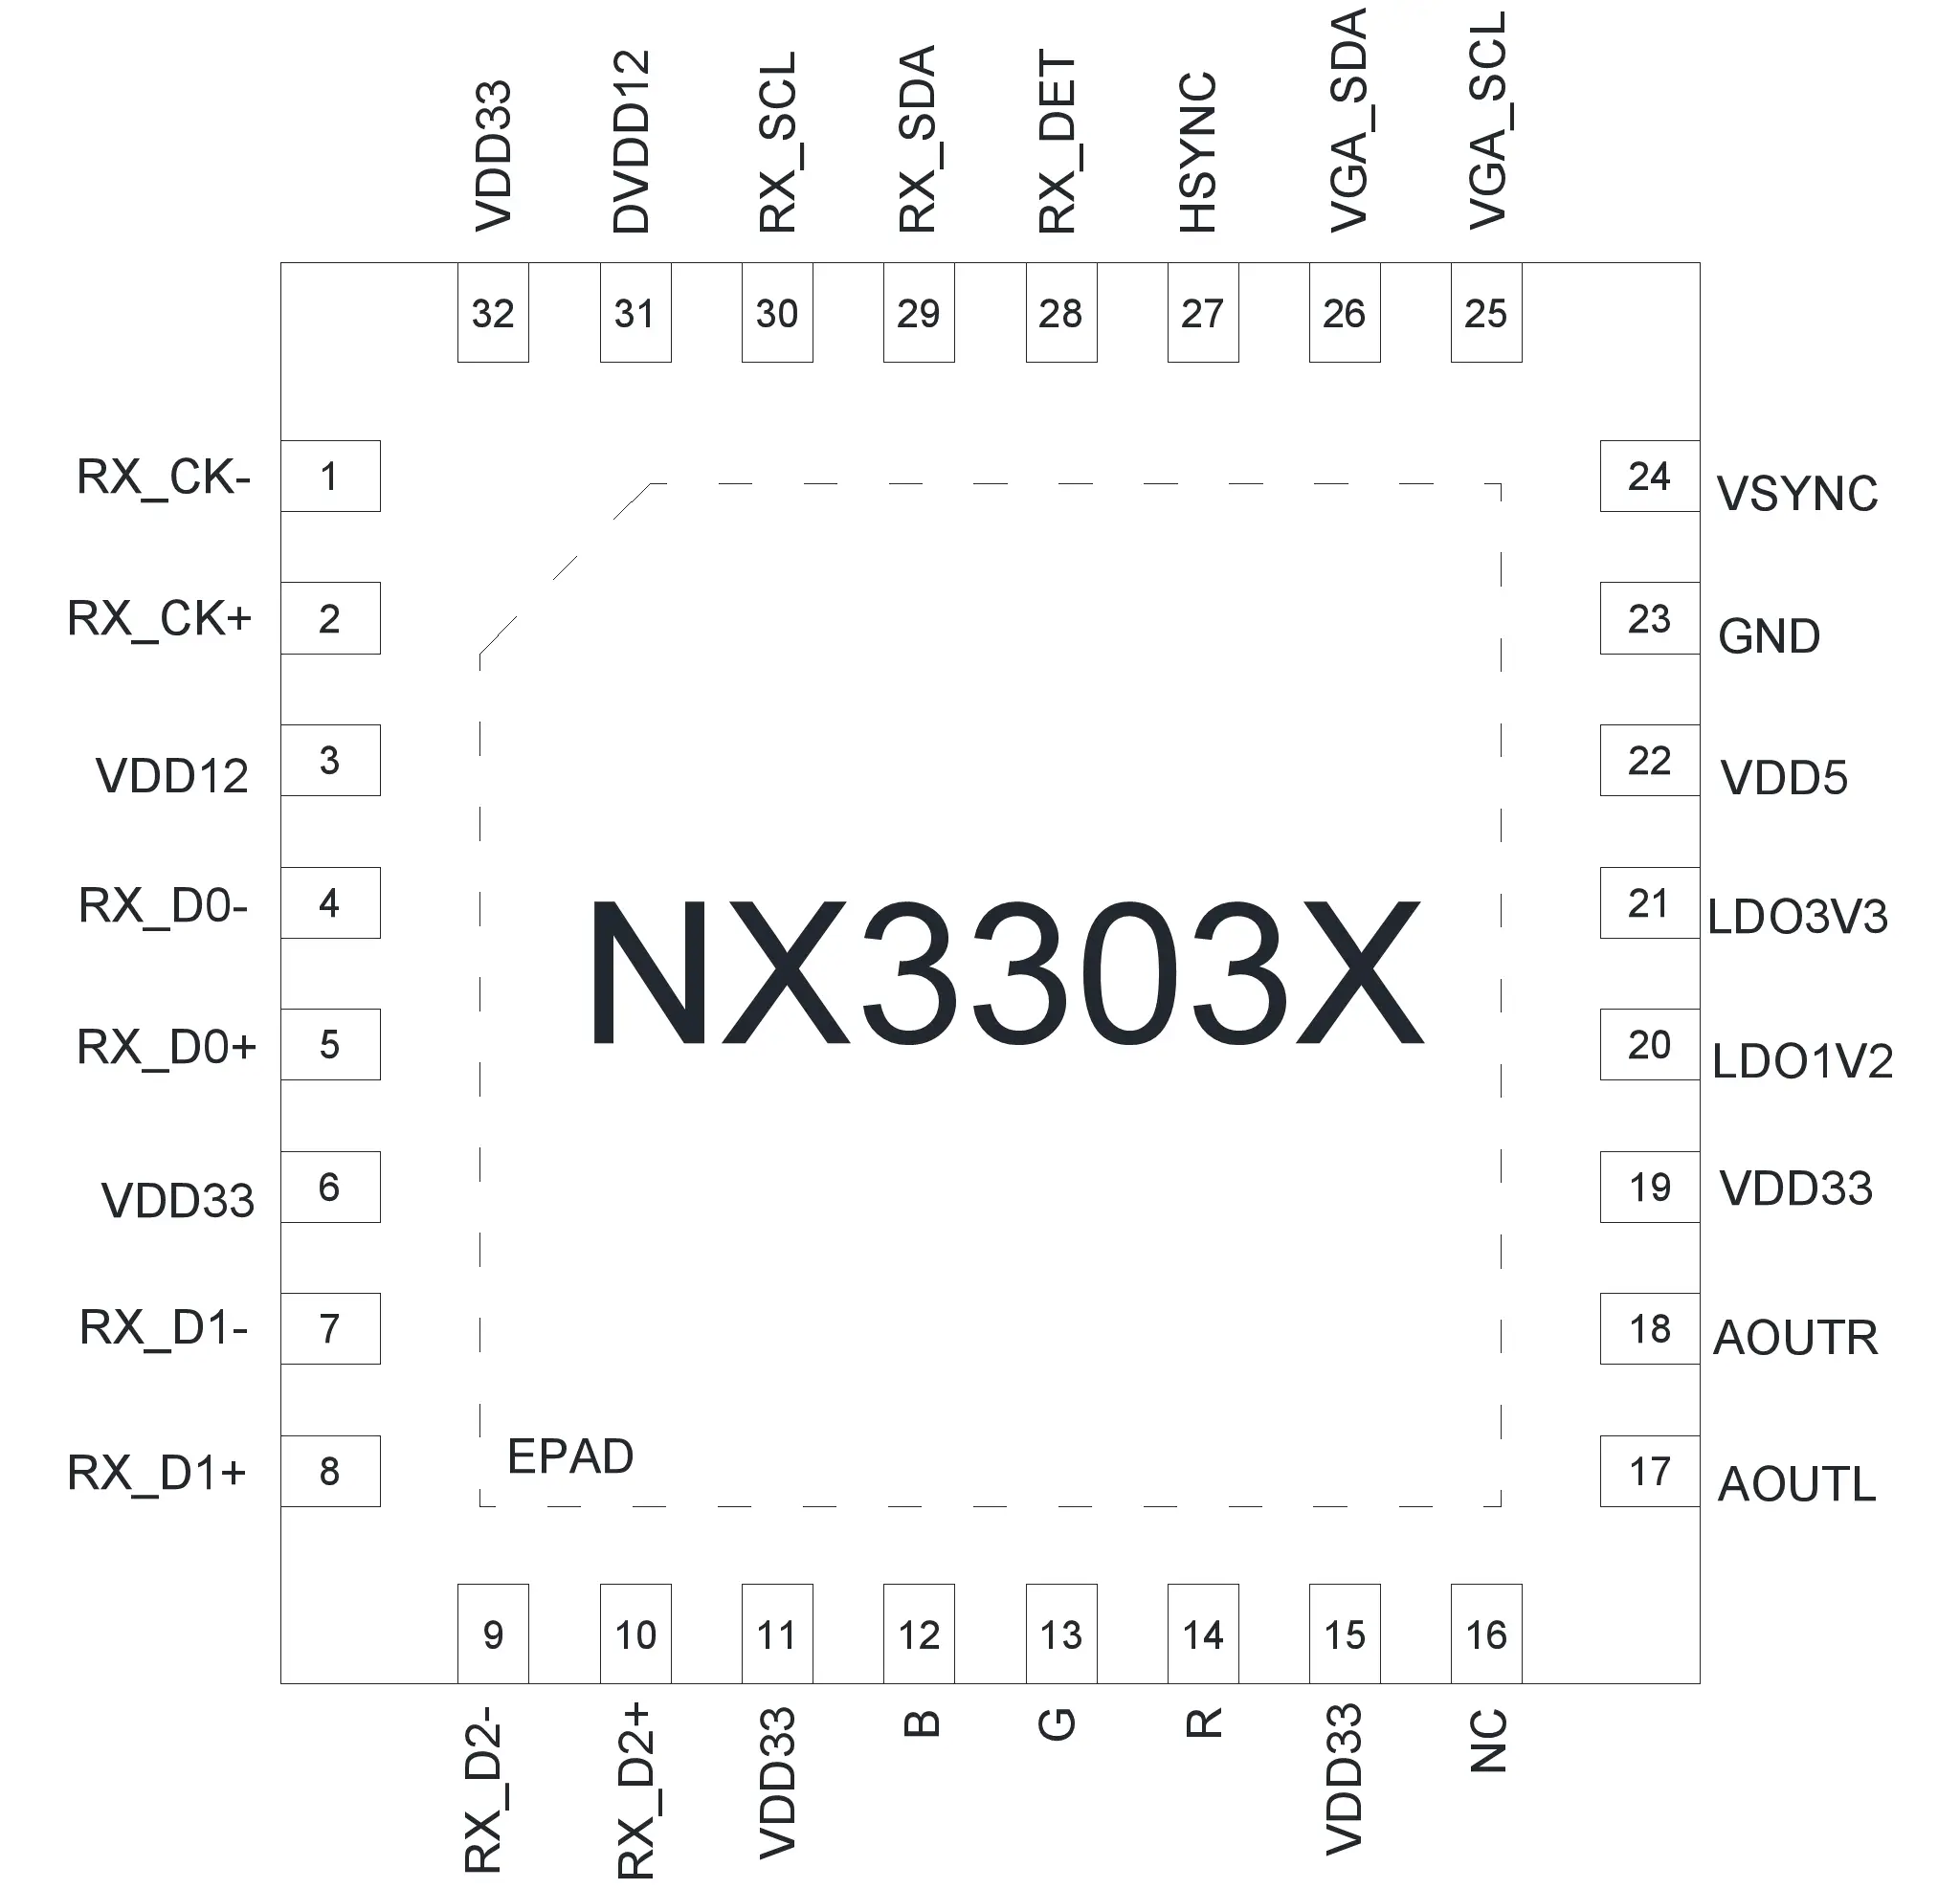 VDD33 DVDD12 RX_SCL RX_SDA RX_DET HSYNC VGA_SDA VGA_SCL
32 31 30 29 28 27 26 25
RX_CK- 1 24 VSYNC
RX_CK+ 2 23 GND
VDD12 3 22 VDD5
RX_D0- 4 21 LDO3V3
NX3303X
RX_D0+ 5 20 LDO1V2
VDD33 6 19 VDD33
RX_D1- 7 18 AOUTR
EPAD
RX_D1+ 8 17 AOUTL
9 10 11 12 13 14 15 16
RX_D2- RX_D2+ VDD33 B G R VDD33 NC